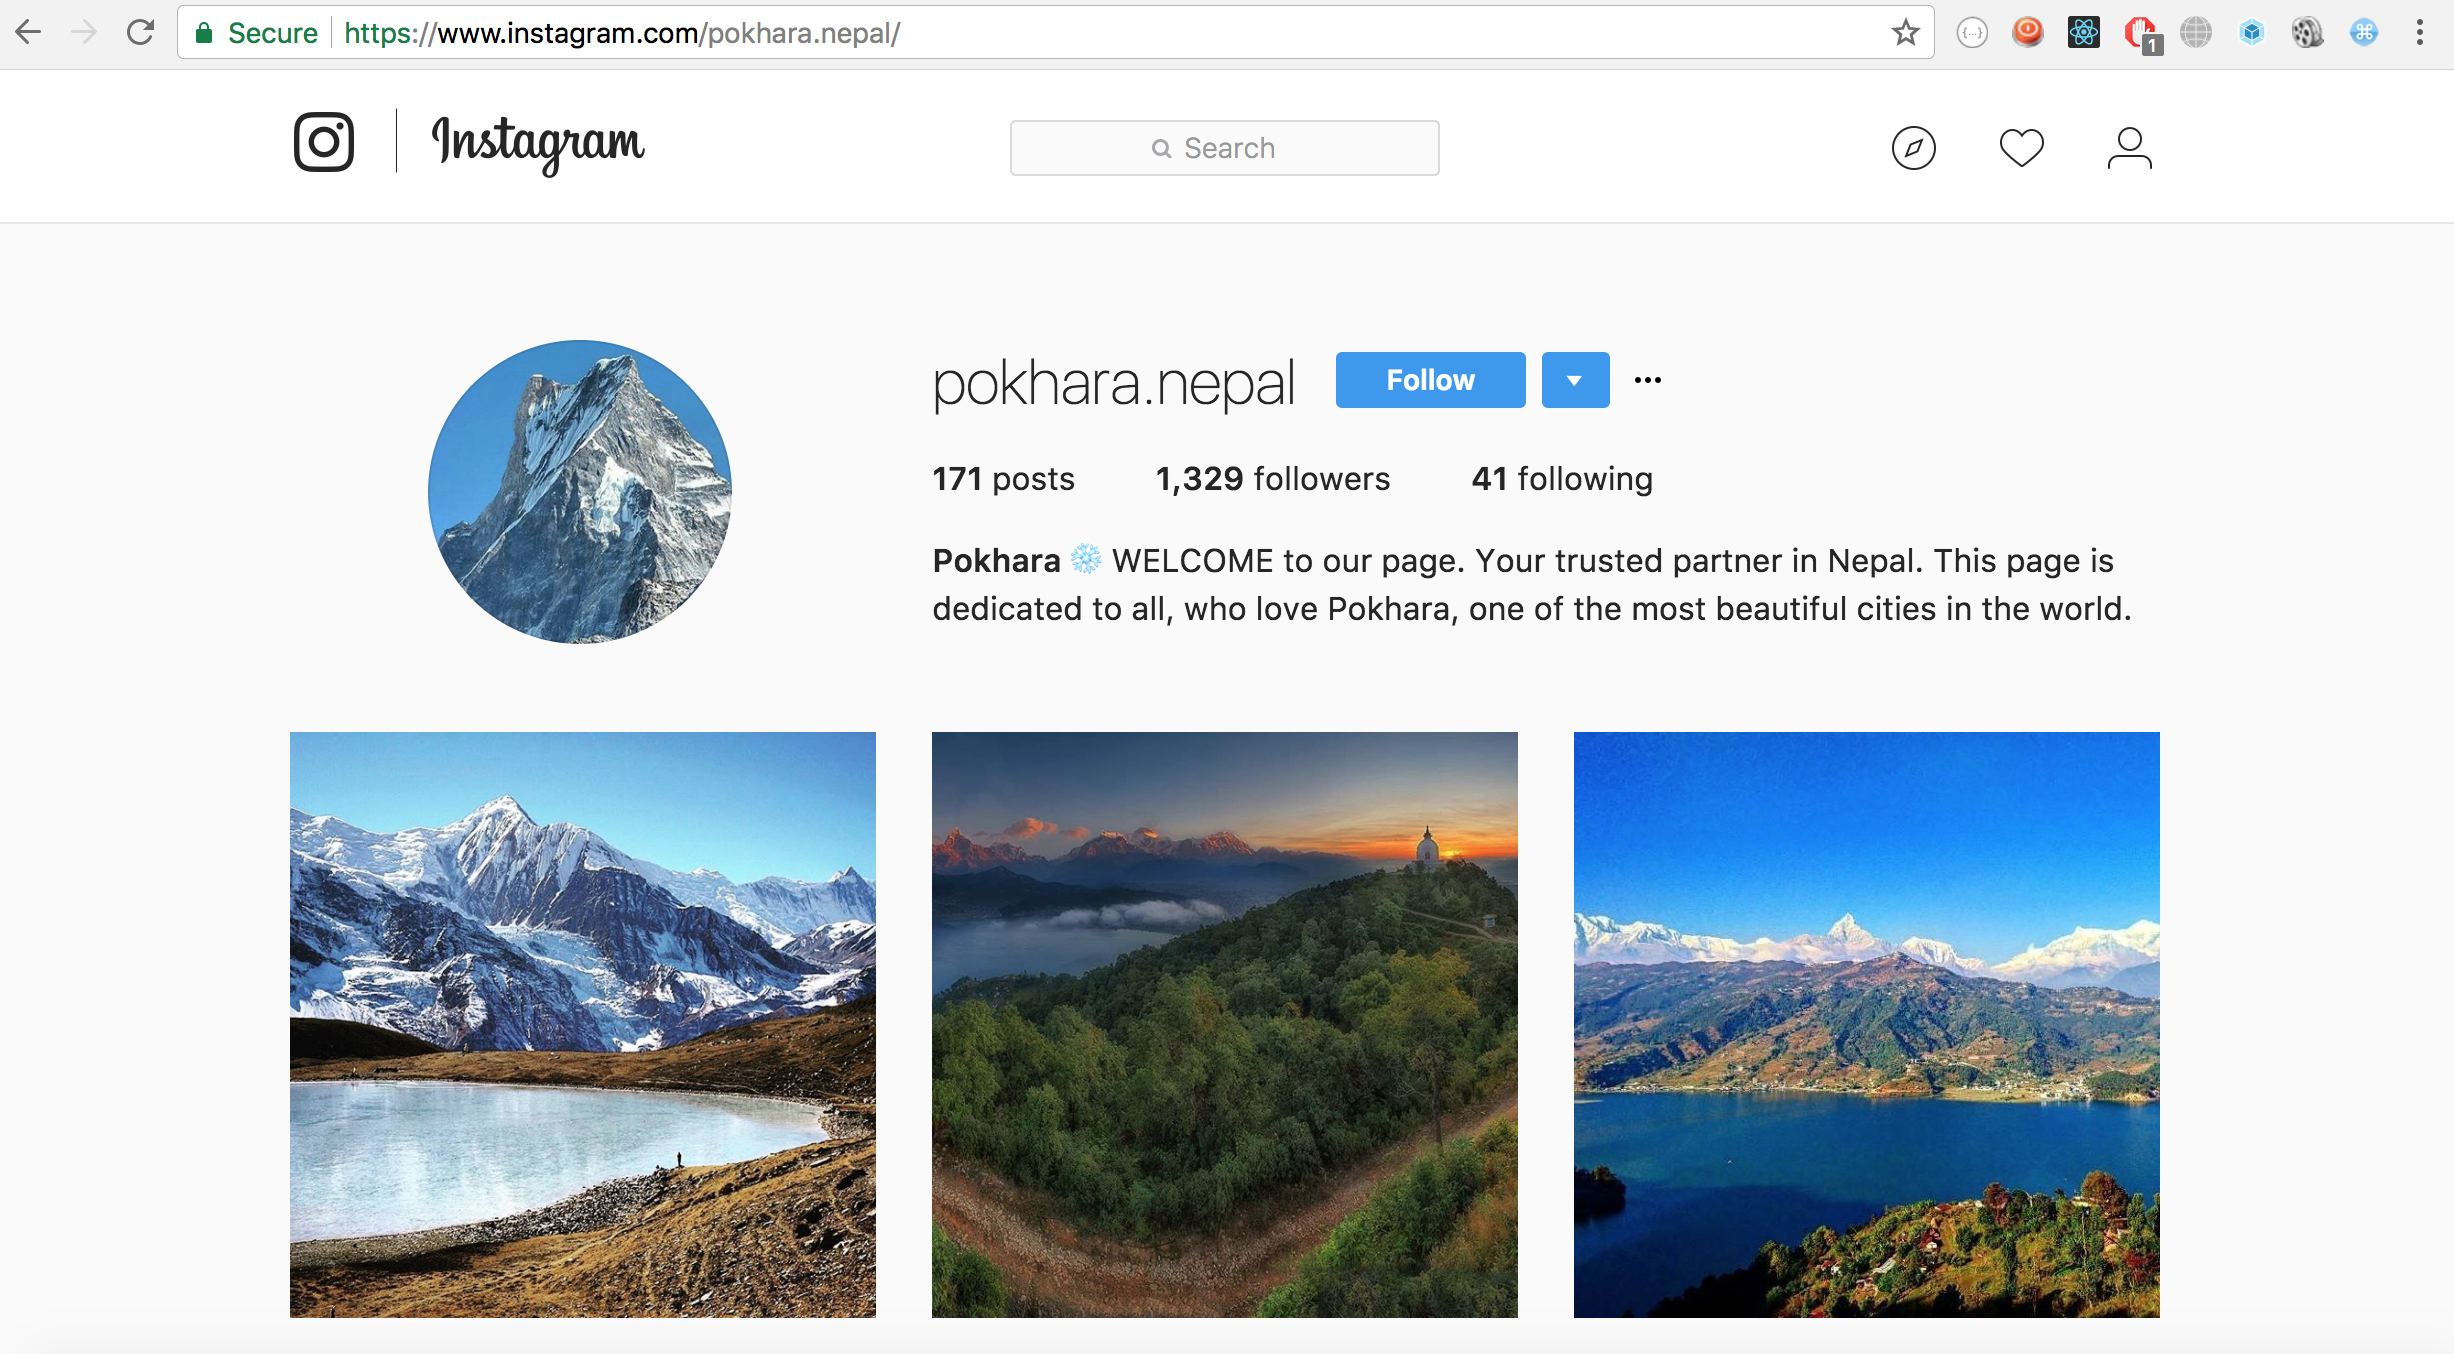 Secure https://www.instagram.com/pokhara.nepal/
1
Instagram
Search
pokhara.nepal Follow
171 posts 1,329 followers 41 following
Pokhara ❄️ WELCOME to our page. Your trusted partner in Nepal. This page is
dedicated to all, who love Pokhara, one of the most beautiful cities in the world.